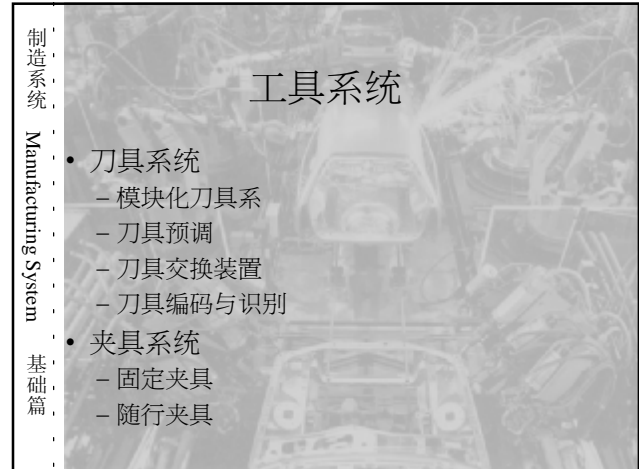 制造系统 Manufacturing System 基础篇
工具系统
• 刀具系统
– 模块化刀具系
– 刀具预调
– 刀具交换装置
– 刀具编码与识别
• 夹具系统
– 固定夹具
– 随行夹具